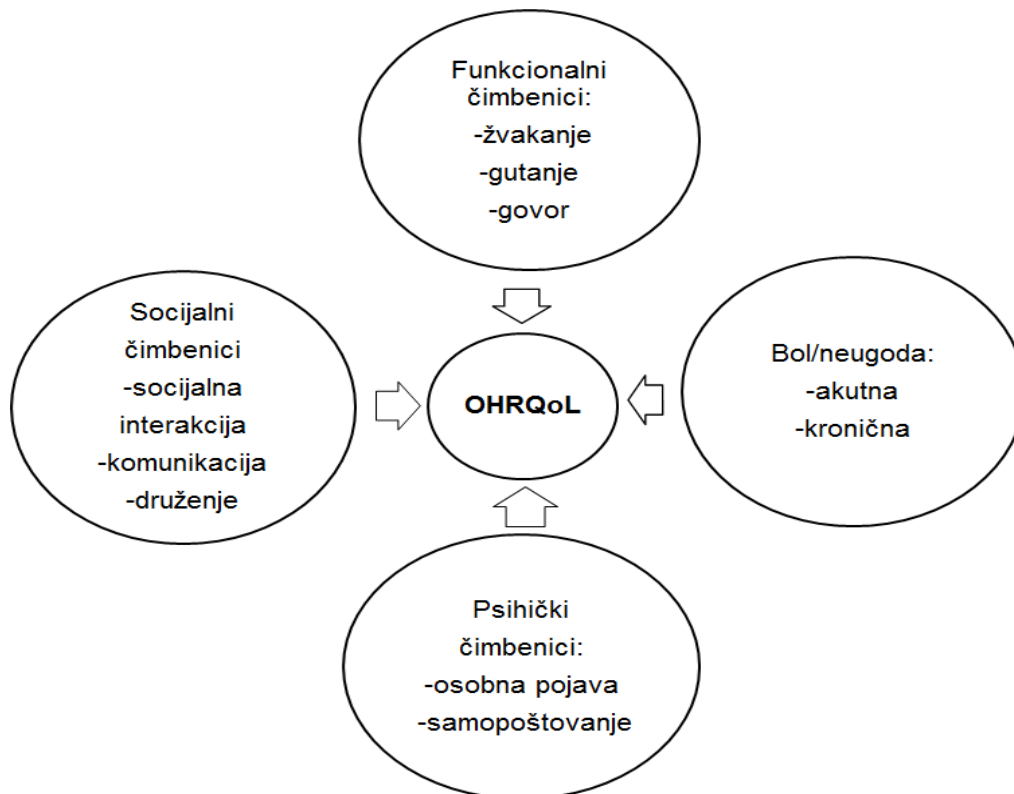 Funkcionalni
čimbenici:
-žvakanje
-gutanje
-govor
Socijalni
čimbenici
-socijalna
interakcija
-komunikacija
-druženje
OHRQoL
Bol/neugoda:
-akutna
-kronična
Psihički
čimbenici:
-osobna pojava
-samopoštovanje